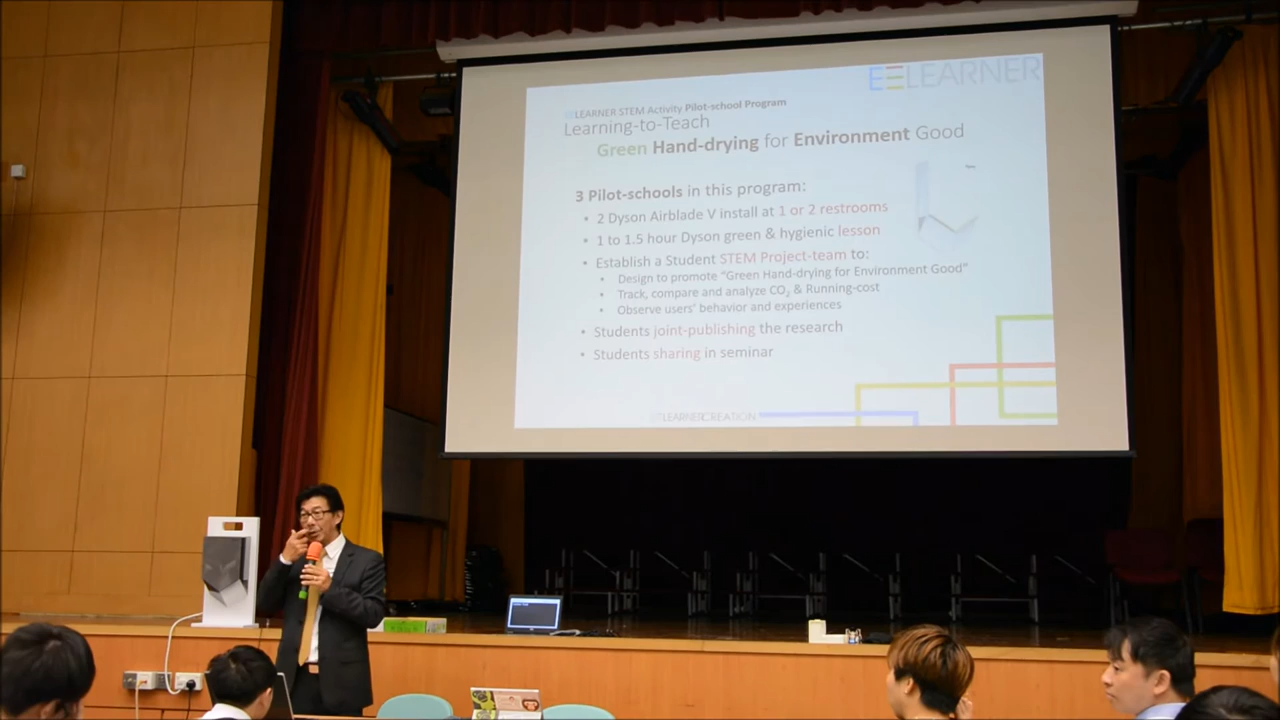 EELEARNER
EELEARNER STEM Activity Pilot-school Program
Learning-to-Teach
Green Hand-drying for Environment Good
3 Pilot-schools in this program:
• 2 Dyson Airblade V install at 1 or 2 restrooms
• 1 to 1.5 hour Dyson green & hygienic lesson
• Establish a Student STEM Project-team to:
• Design to promote “Green Hand-drying for Environment Good”
• Track, compare and analyze CO₂ & Running-cost
• Observe users' behavior and experiences
• Students joint-publishing the research
• Students sharing in seminar
EELEARNERCREATION